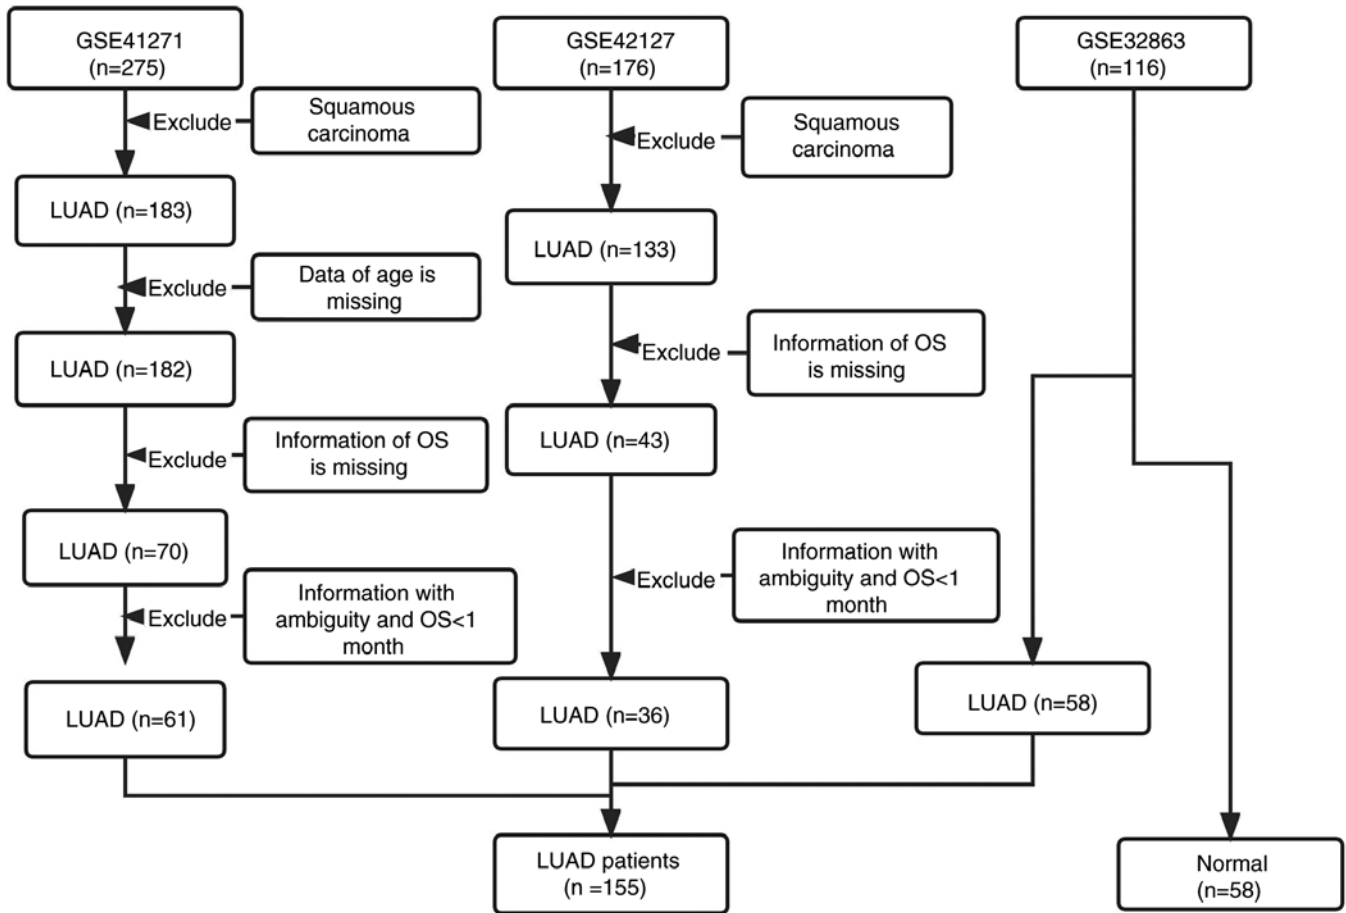 GSE41271
(n=275)
Exclude
Squamous
carcinoma
LUAD (n=183)
Exclude
Data of age is
missing
LUAD (n=182)
Exclude
Information of OS
is missing
LUAD (n=70)
Exclude
Information with
ambiguity and OS<1
month
LUAD (n=61)
GSE42127
(n=176)
Exclude
Squamous
carcinoma
LUAD (n=133)
Exclude
Information of OS
is missing
LUAD (n=43)
Exclude
Information with
ambiguity and OS<1
month
LUAD (n=36)
GSE32863
(n=116)
LUAD (n=58)
LUAD patients
(n =155)
Normal
(n=58)